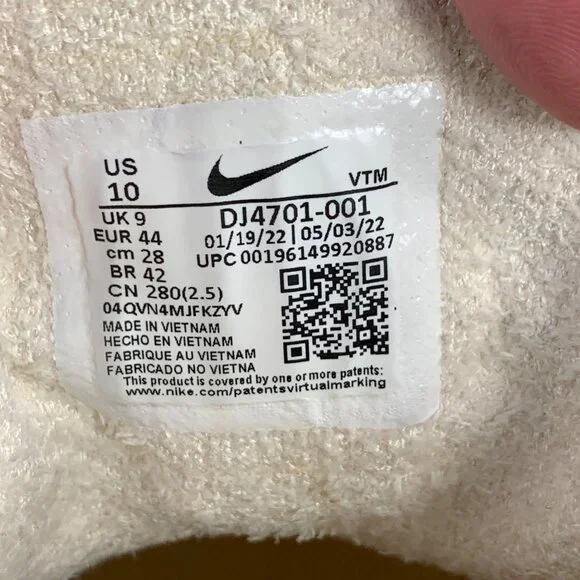 US
10
VTM
UK 9
EUR 44
cm 28
BR 42
CN 280(2.5)
DJ4701-001
01/19/22 | 05/03/22
UPC 00196149920887
04QVN4MJFKZYV
MADE IN VIETNAM
HECHO EN VIETNAM
FABRIQUE AU VIETNAM
FABRICADO NO VIETNA
This product is covered by one or more patents:
www.nike.com/patentsvirtualmarking